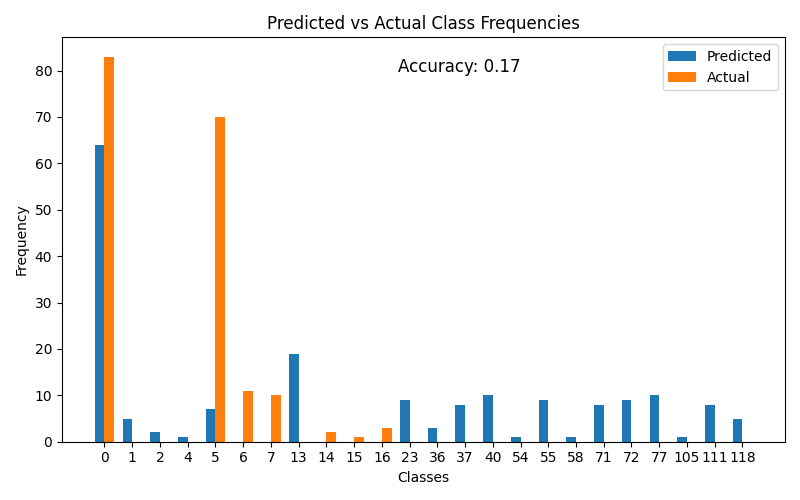 Predicted vs Actual Class Frequencies
Accuracy: 0.17
Predicted
Actual
Frequency
80
70
60
50
40
30
20
10
0
0 1 2 4 5 6 7 13 14 15 16 23 36 37 40 54 55 58 71 72 77 105 111 118
Classes